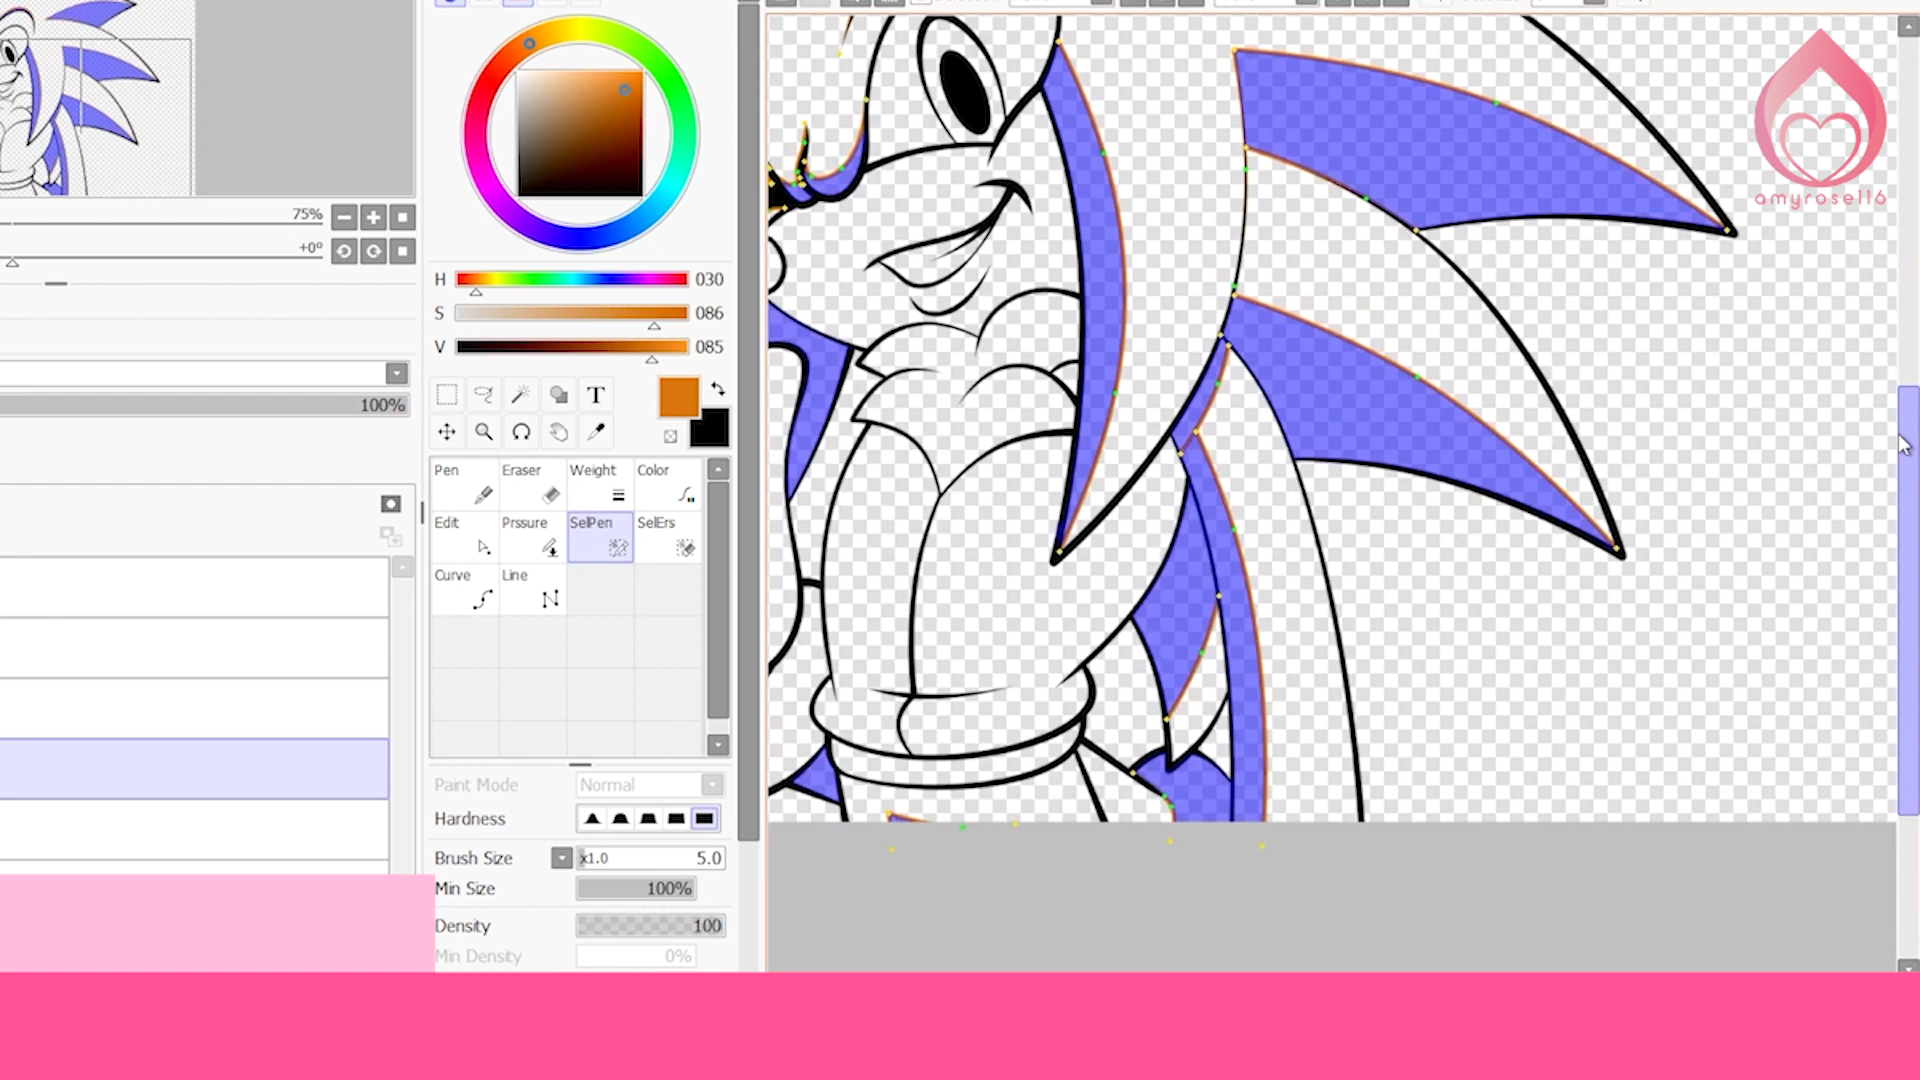 75%
+0°
100%
H 030
S 086
V 085
T
Pen Eraser Weight Color
Edit Prssure SelPen SelErs
Curve Line
Paint Mode Normal
Hardness
Brush Size x1.0 5.0
Min Size 100%
Density 100
Min Density 0%
amyrose116